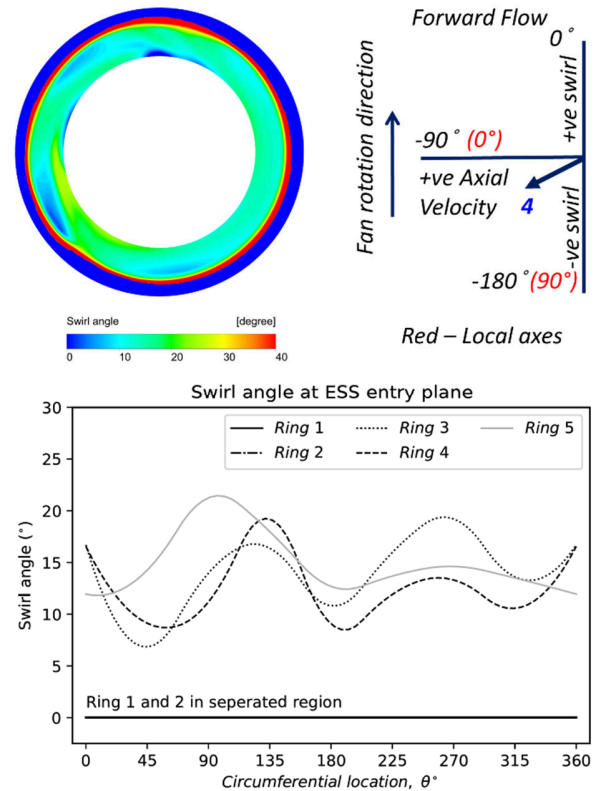 Forward Flow
0°
Fan rotation direction
+ve swirl
-90° (0°)
+ve Axial
Velocity 4
-ve swirl
-180°(90°)
Red – Local axes
Swirl angle [degree]
0 10 20 30 40
Swirl angle at ESS entry plane
Ring 1 Ring 3 Ring 5
Ring 2 Ring 4
Swirl angle (°)
30
25
20
15
10
5
0
Ring 1 and 2 in seperated region
0 45 90 135 180 225 270 315 360
Circumferential location, θ°